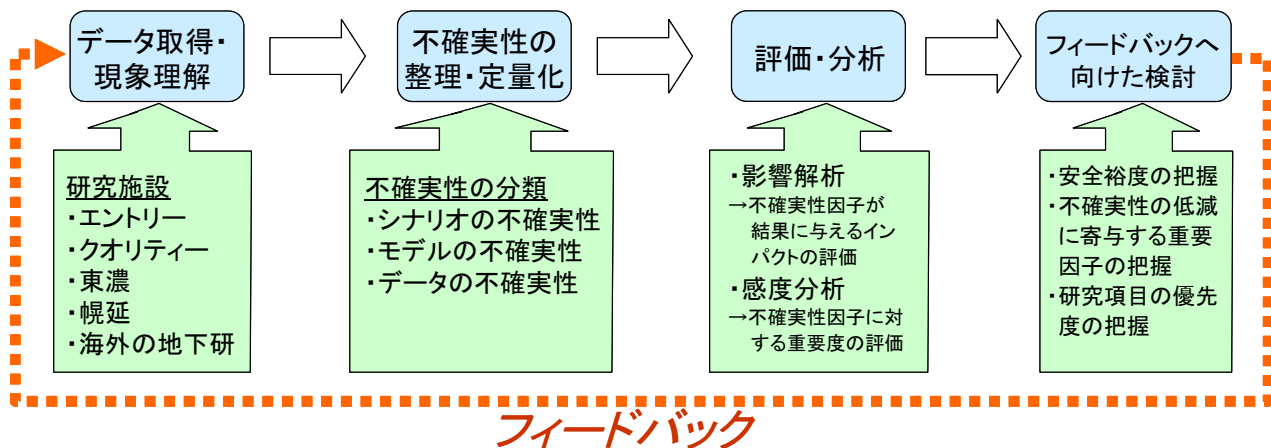 データ取得・
現象理解
不確実性の
整理・定量化
評価・分析
フィードバックへ
向けた検討
研究施設
・エントリー
・クオリティー
・東濃
・幌延
・海外の地下研
不確実性の分類
・シナリオの不確実性
・モデルの不確実性
・データの不確実性
・影響解析
→不確実性因子が
結果に与えるイン
パクトの評価
・感度分析
→不確実性因子に対
する重要度の評価
・安全裕度の把握
・不確実性の低減
に寄与する重要
因子の把握
・研究項目の優先
度の把握
フィードバック